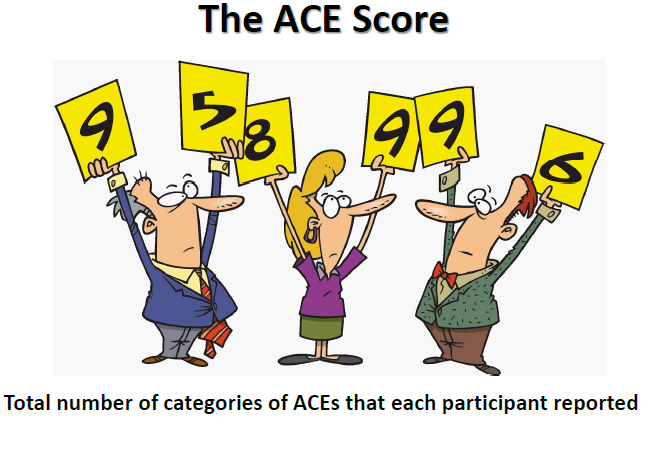 The ACE Score
9 5 8 9 9 6
Total number of categories of ACEs that each participant reported